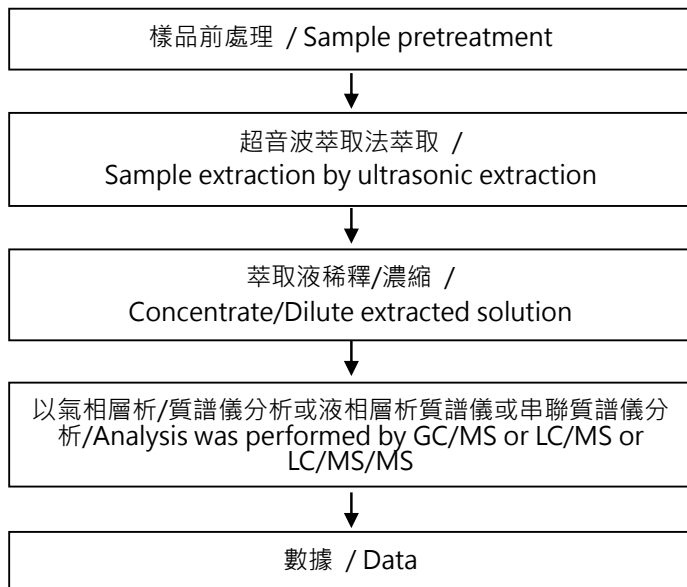 樣品前處理 / Sample pretreatment
超音波萃取法萃取 /
Sample extraction by ultrasonic extraction
萃取液稀釋/濃縮 /
Concentrate/Dilute extracted solution
以氣相層析/質譜儀分析或液相層析質譜儀或串聯質譜儀分
析/Analysis was performed by GC/MS or LC/MS or
LC/MS/MS
數據 / Data